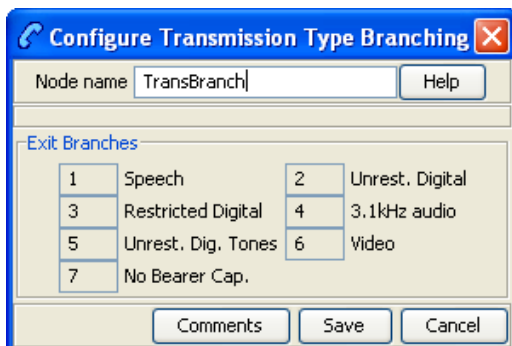 Configure Transmission Type Branching
Node name TransBranch Help
Exit Branches
1 Speech 2 Unrest. Digital
3 Restricted Digital 4 3.1kHz audio
5 Unrest. Dig. Tones 6 Video
7 No Bearer Cap.
Comments Save Cancel